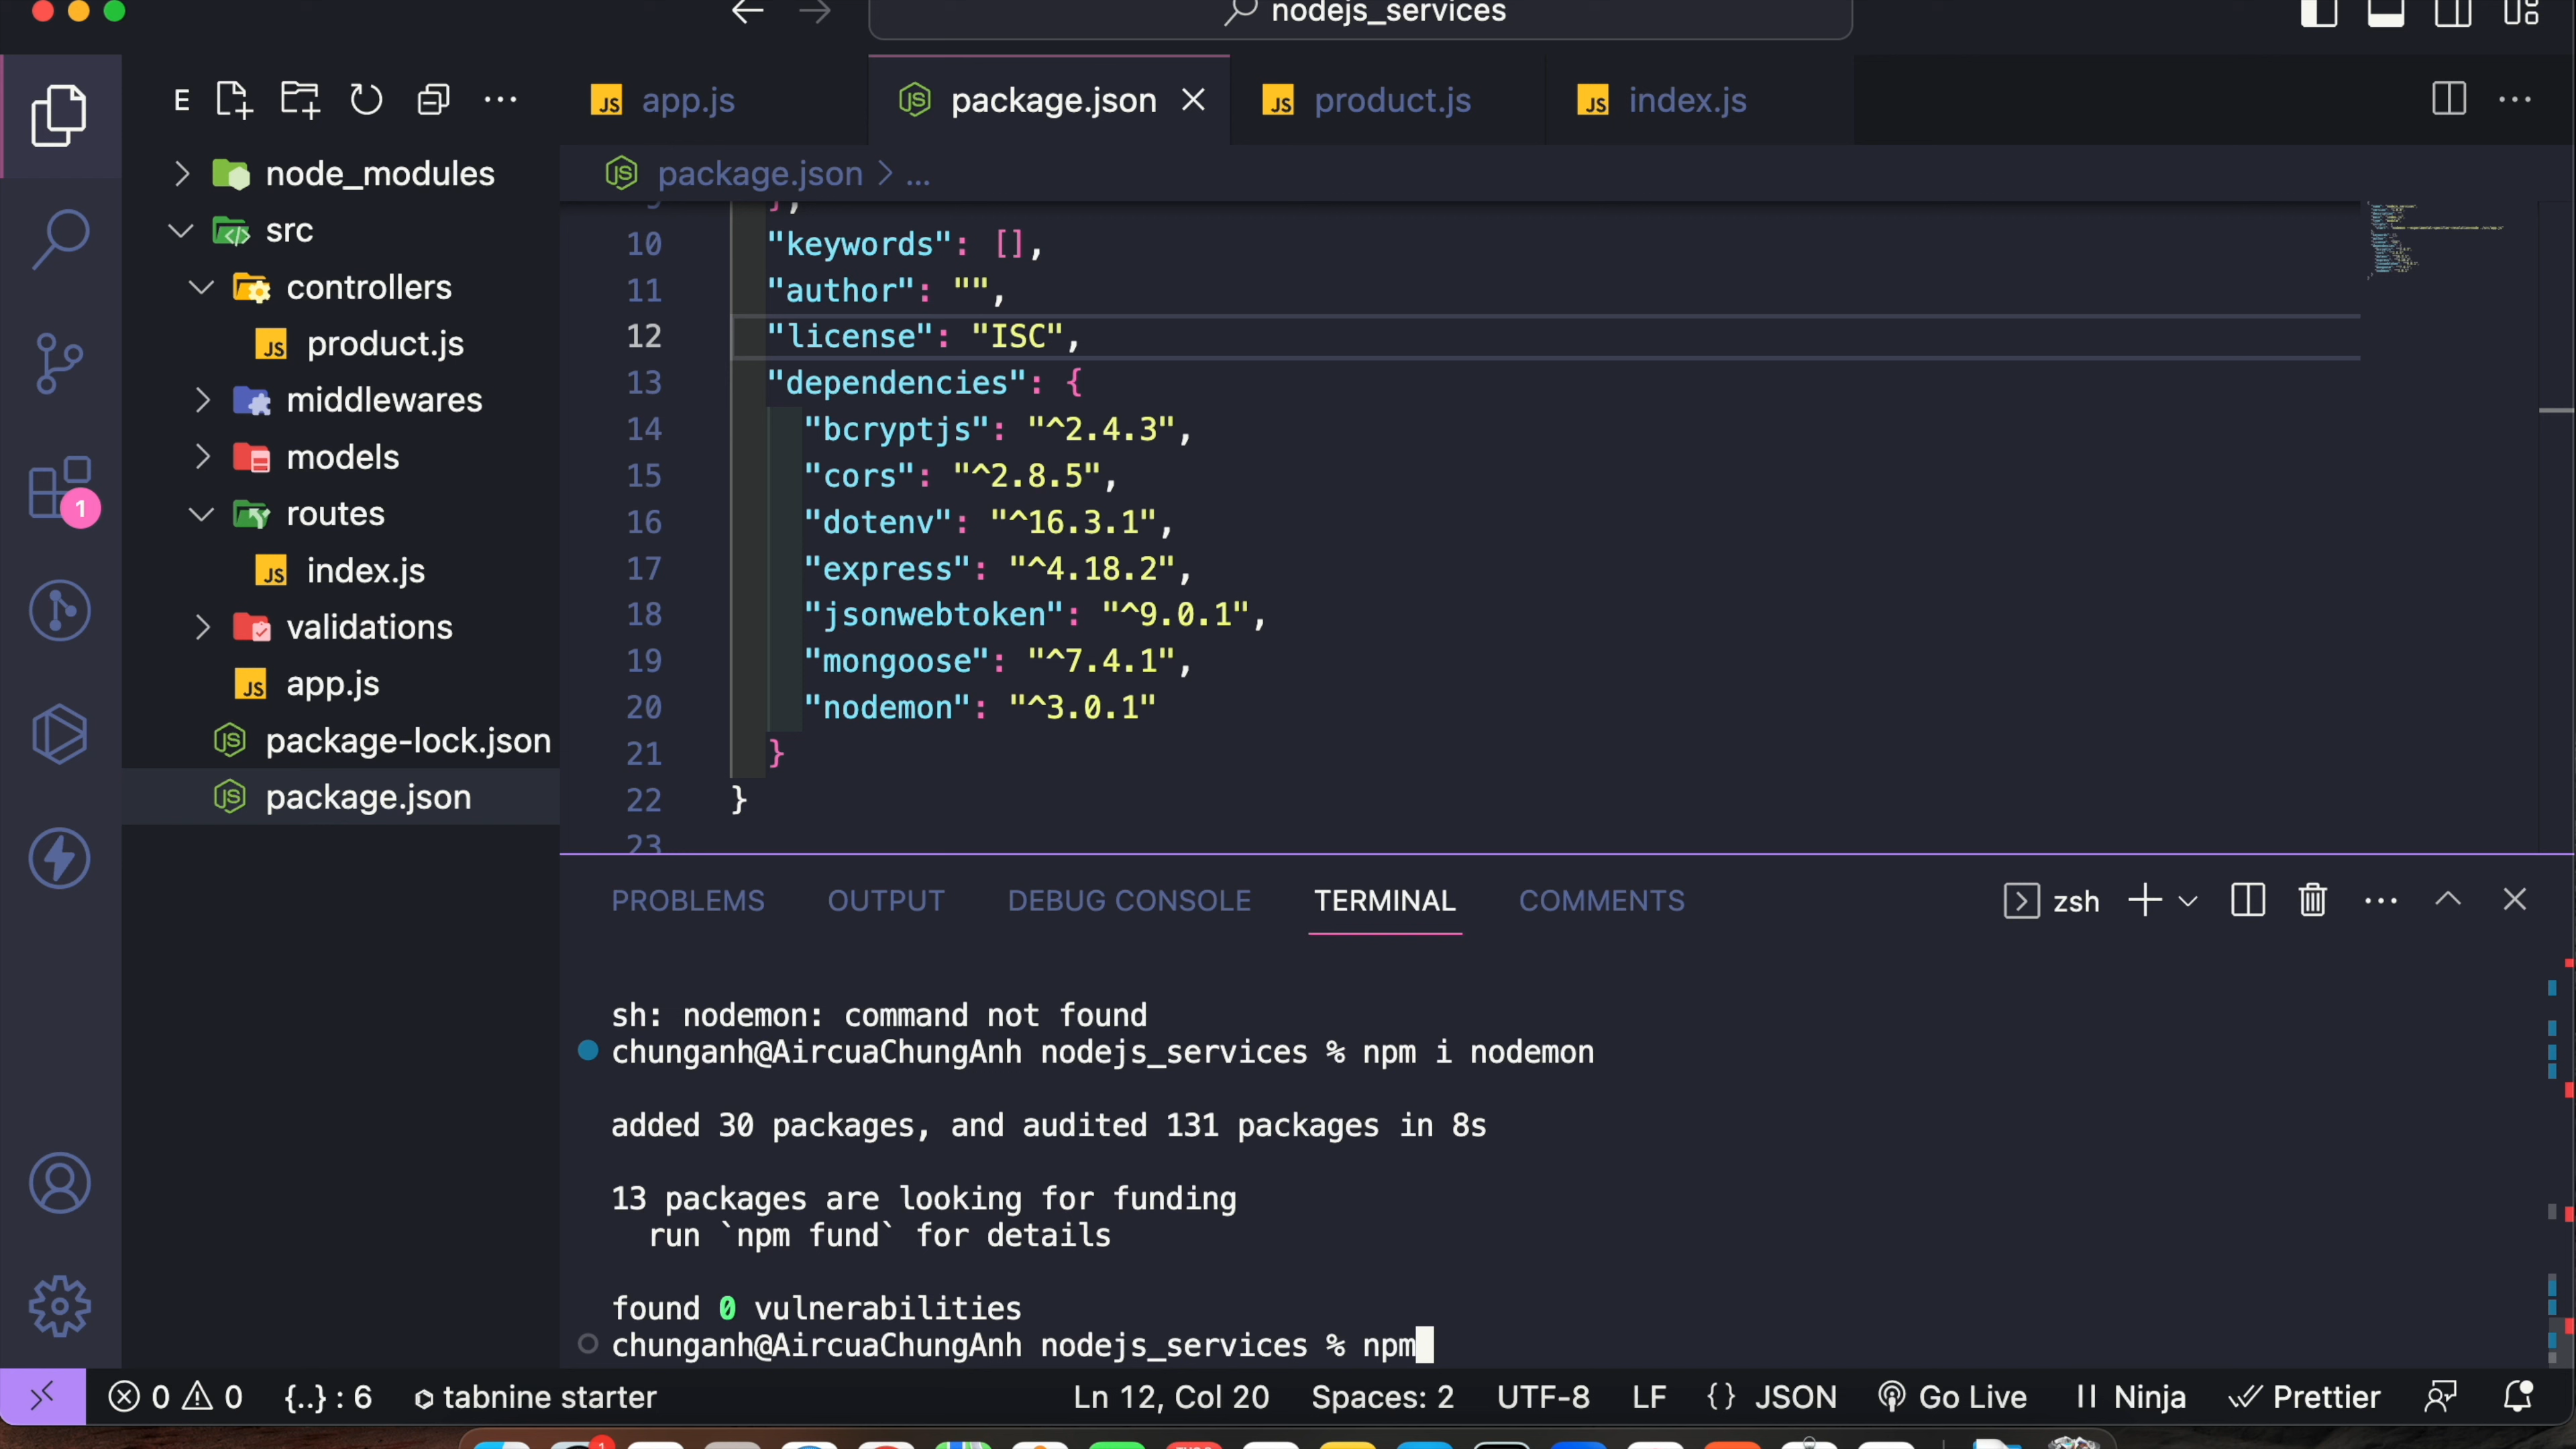 nodejs_services
E
app.js
package.json
product.js
index.js
node_modules
src
controllers
product.js
middlewares
models
routes
index.js
validations
app.js
package-lock.json
package.json
1
package.json > ...
9 },
10 "keywords": [],
11 "author": "",
12 "license": "ISC",
13 "dependencies": {
14 "bcryptjs": "^2.4.3",
15 "cors": "^2.8.5",
16 "dotenv": "^16.3.1",
17 "express": "^4.18.2",
18 "jsonwebtoken": "^9.0.1",
19 "mongoose": "^7.4.1",
20 "nodemon": "^3.0.1"
21 }
22 }
23
PROBLEMS OUTPUT DEBUG CONSOLE TERMINAL COMMENTS zsh
sh: nodemon: command not found
chunganh@AircuaChungAnh nodejs_services % npm i nodemon
added 30 packages, and audited 131 packages in 8s
13 packages are looking for funding
run `npm fund` for details
found 0 vulnerabilities
chunganh@AircuaChungAnh nodejs_services % npm
0 0 {..} : 6 tabnine starter Ln 12, Col 20 Spaces: 2 UTF-8 LF {} JSON Go Live Ninja Prettier
1